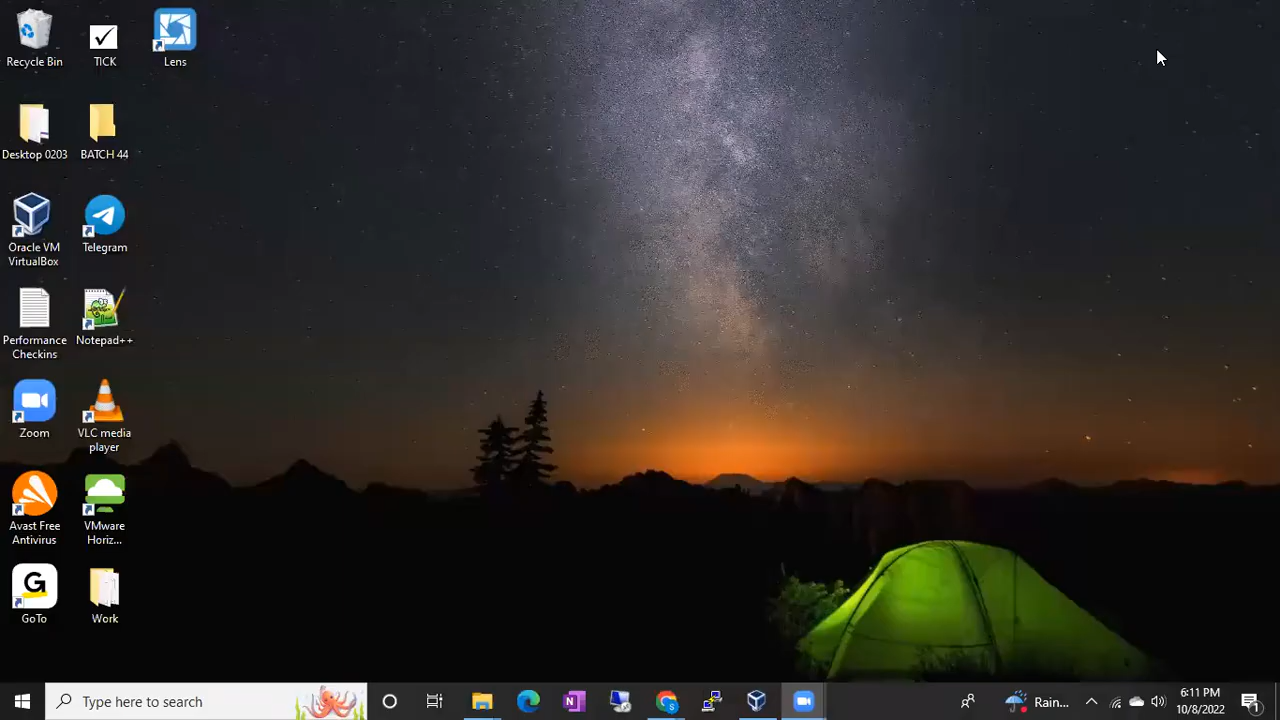 Recycle Bin
TICK
Lens
Desktop 0203
BATCH 44
Oracle VM
VirtualBox
Telegram
Performance
Checkins
Notepad++
Zoom
VLC media
player
Avast Free
Antivirus
VMware
Horiz...
G
GoTo
Work
Type here to search
N
S
Rain...
6:11 PM
10/8/2022
1